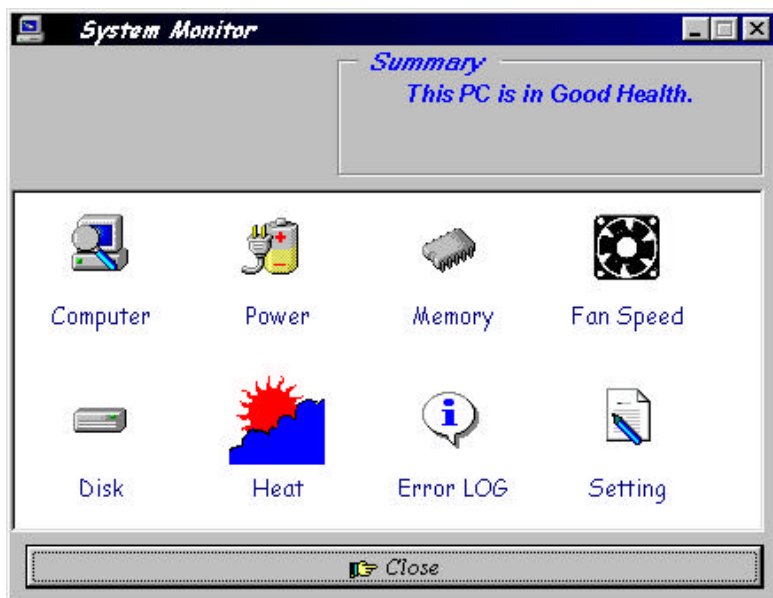 System Monitor
Summary
This PC is in Good Health.
Computer
Power
Memory
Fan Speed
Disk
Heat
Error LOG
Setting
Close